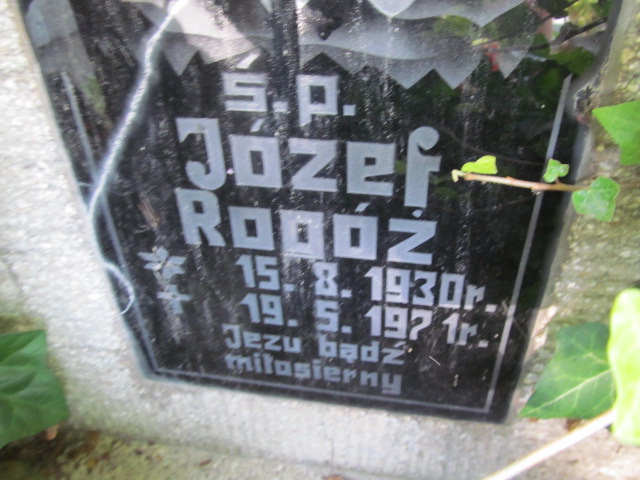 ś.p.
Józef
Rogóż
15. 8. 1930r.
19. 5. 1971r.
Jezu bądź
miłosierny